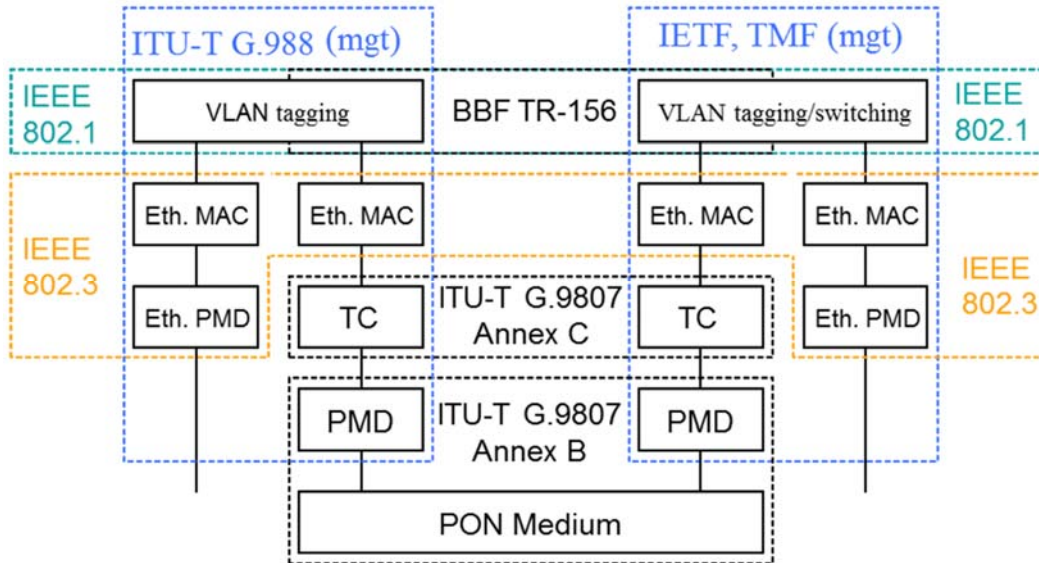 ITU-T G.988 (mgt)
IETF, TMF (mgt)
IEEE
802.1
VLAN tagging
BBF TR-156
VLAN tagging/switching
IEEE
802.1
IEEE
802.3
Eth. MAC
Eth. MAC
Eth. MAC
Eth. MAC
IEEE
802.3
Eth. PMD
TC
ITU-T G.9807
Annex C
TC
Eth. PMD
PMD
ITU-T G.9807
Annex B
PMD
PON Medium